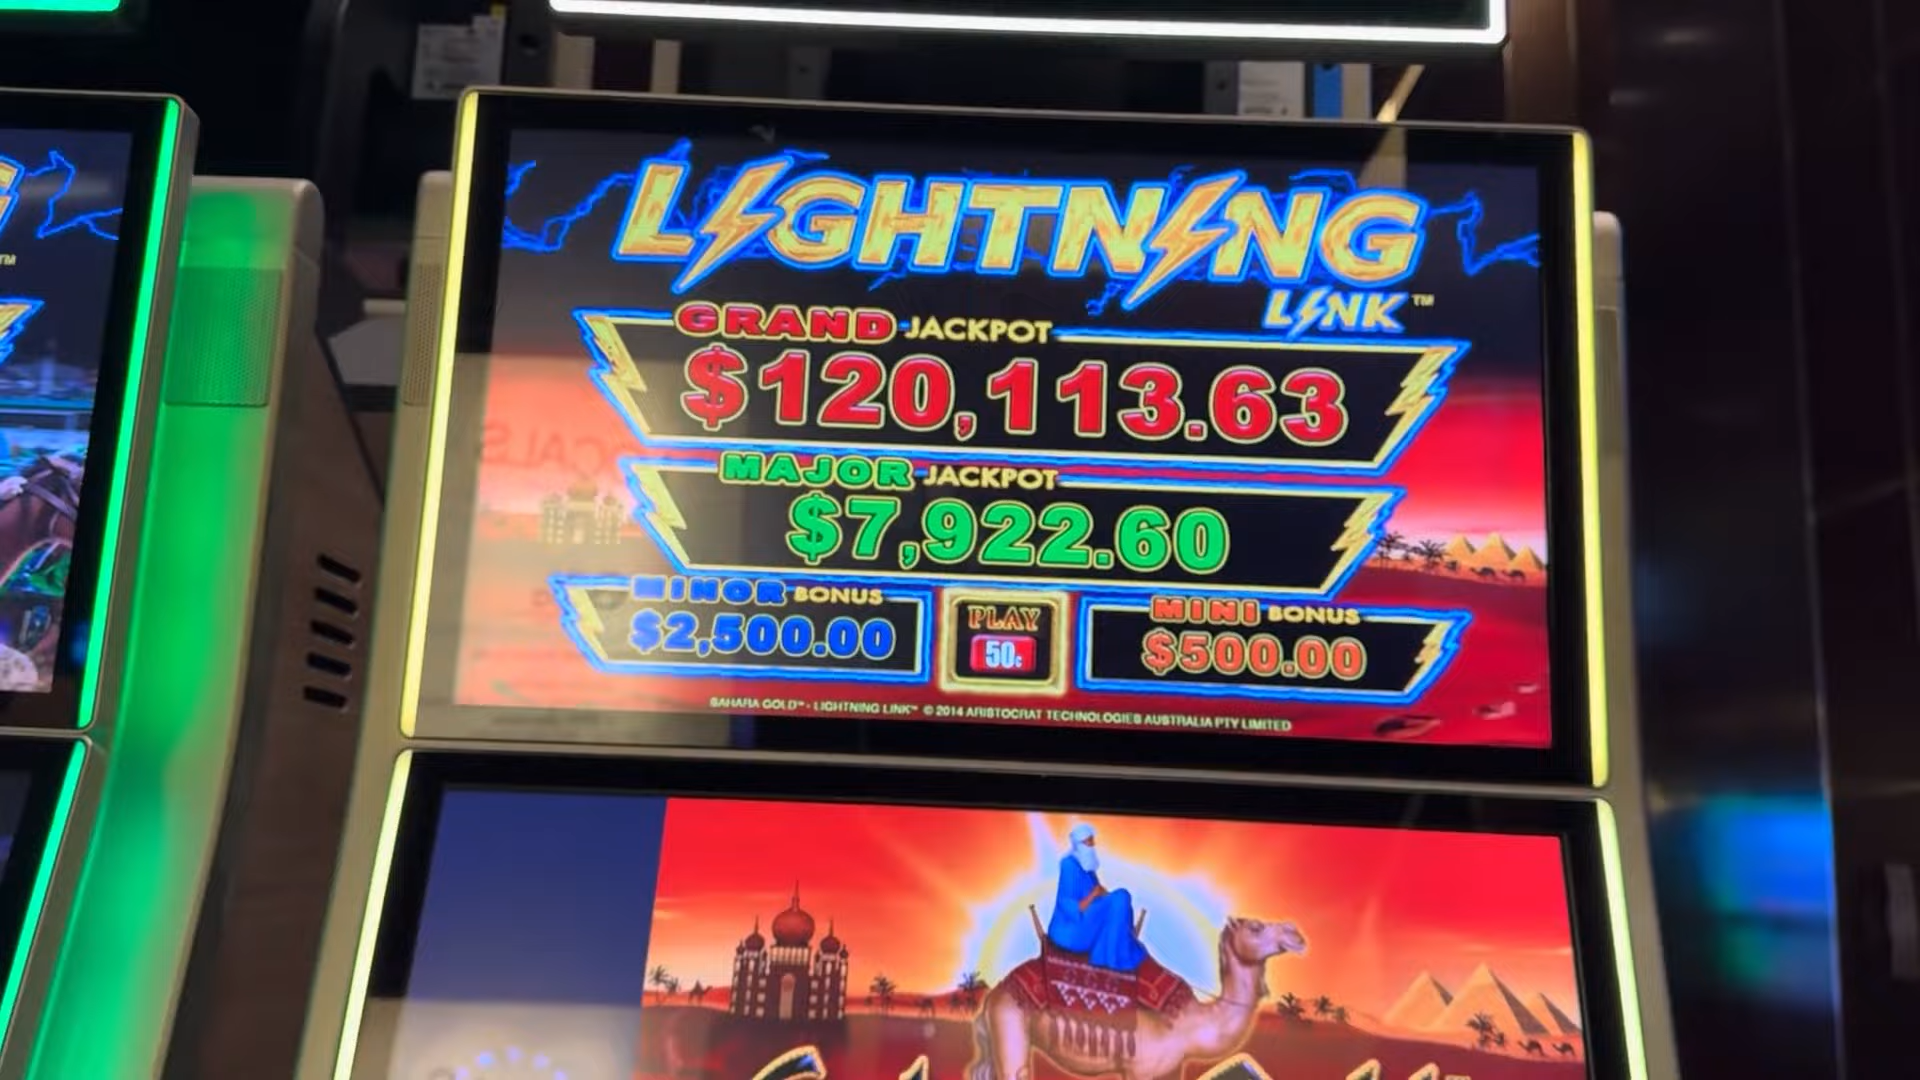 LIGHTNING
LINK™
GRAND JACKPOT
$120,113.63
MAJOR JACKPOT
$7,922.60
MINOR BONUS
$2,500.00
PLAY
50c
MINI BONUS
$500.00
SAHARA GOLD™ - LIGHTNING LINK™ © 2014 ARISTOCRAT TECHNOLOGIES AUSTRALIA PTY LIMITED